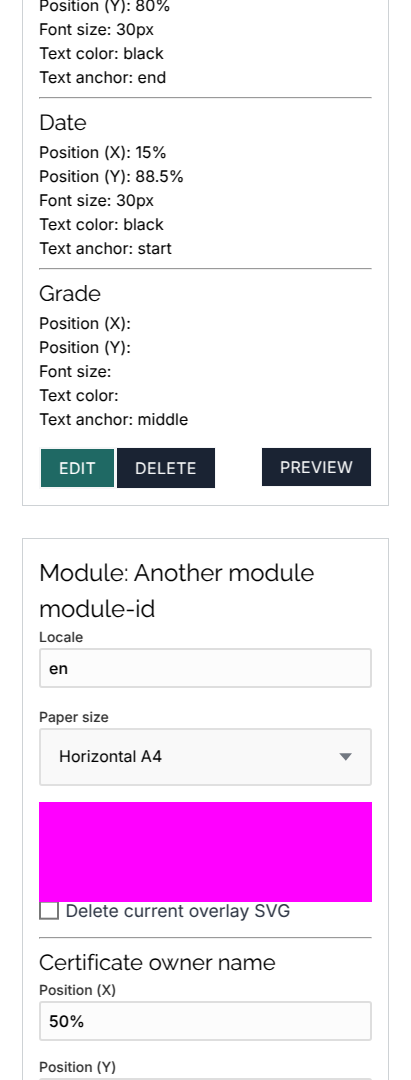 Position (Y): 80%
Font size: 30px
Text color: black
Text anchor: end
Date
Position (X): 15%
Position (Y): 88.5%
Font size: 30px
Text color: black
Text anchor: start
Grade
Position (X):
Position (Y):
Font size:
Text color:
Text anchor: middle
EDIT DELETE PREVIEW
Module: Another module
module-id
Locale
en
Paper size
Horizontal A4
Delete current overlay SVG
Certificate owner name
Position (X)
50%
Position (Y)